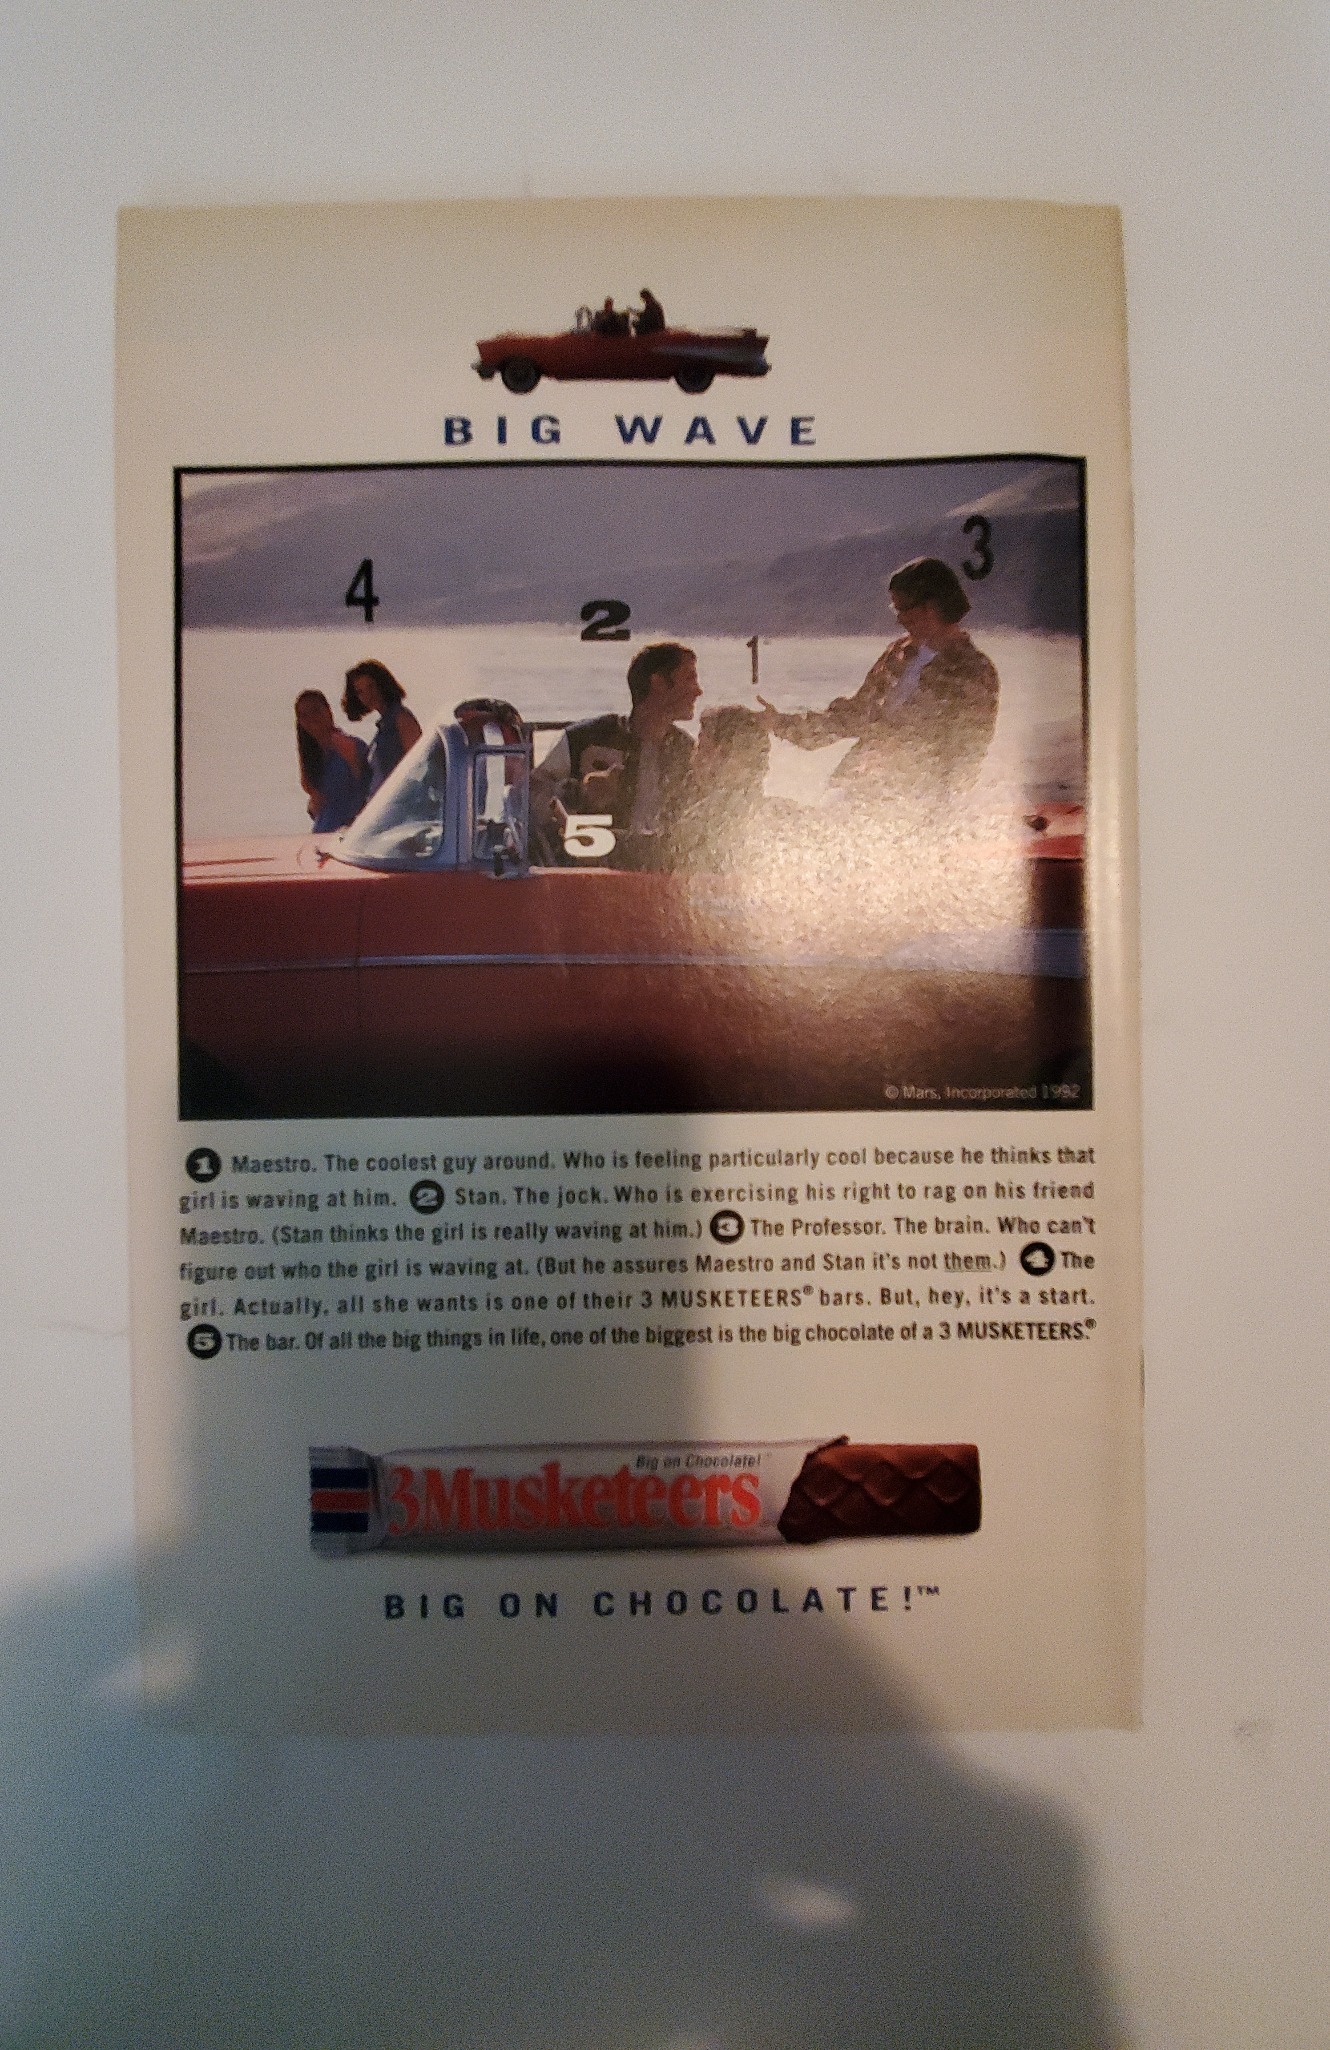 BIG WAVE
4
3
2
1
5
© Mars, Incorporated 1992
1 Maestro. The coolest guy around. Who is feeling particularly cool because he thinks that
girl is waving at him. 2 Stan. The jock. Who is exercising his right to rag on his friend
Maestro. (Stan thinks the girl is really waving at him.) 3 The Professor. The brain. Who can't
figure out who the girl is waving at. (But he assures Maestro and Stan it's not them.) 4 The
girl. Actually, all she wants is one of their 3 MUSKETEERS® bars. But, hey, it's a start.
5 The bar. Of all the big things in life, one of the biggest is the big chocolate of a 3 MUSKETEERS.®
Big on Chocolate!™
3Musketeers
BIG ON CHOCOLATE!™